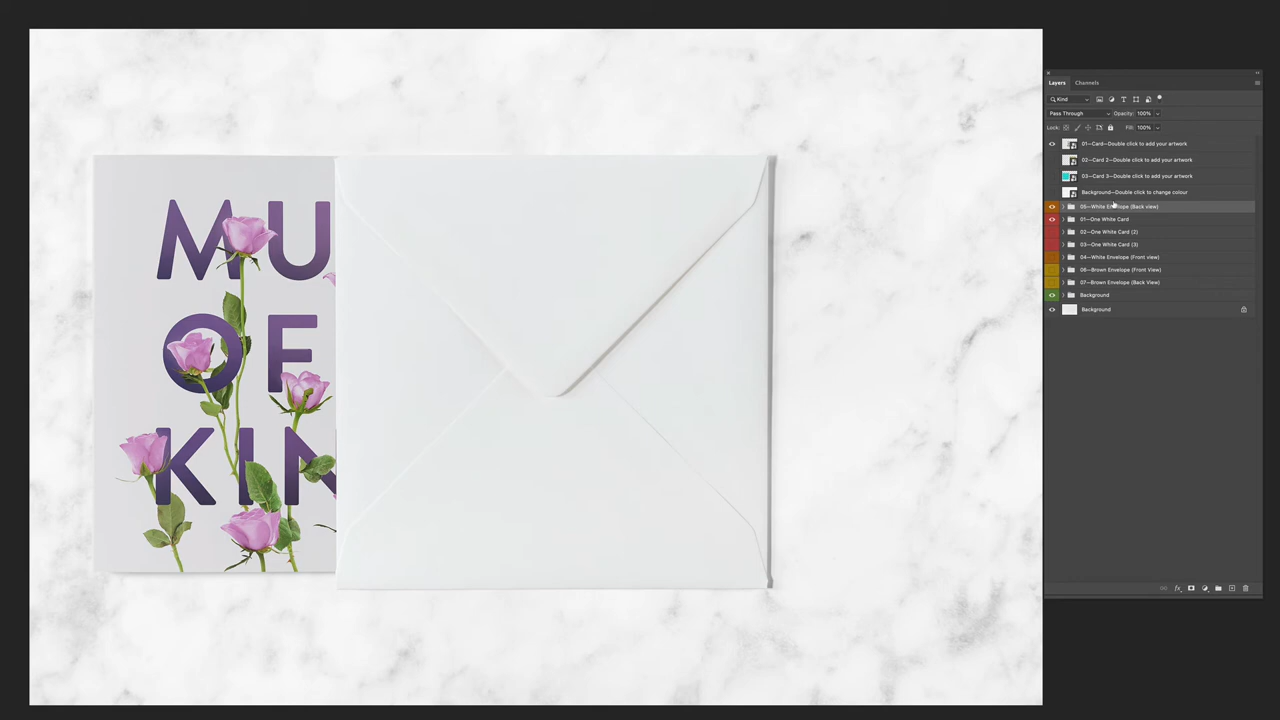 MU
OF
KIN
Layers
Channels
Kind
Pass Through
Opacity: 100%
Lock:
Fill: 100%
01—Card—Double click to add your artwork
02—Card 2—Double click to add your artwork
03—Card 3—Double click to add your artwork
Background—Double click to change colour
05—White Envelope (Back view)
01—One White Card
02—One White Card (2)
03—One White Card (3)
04—White Envelope (Front view)
06—Brown Envelope (Front View)
07—Brown Envelope (Back View)
Background
Background